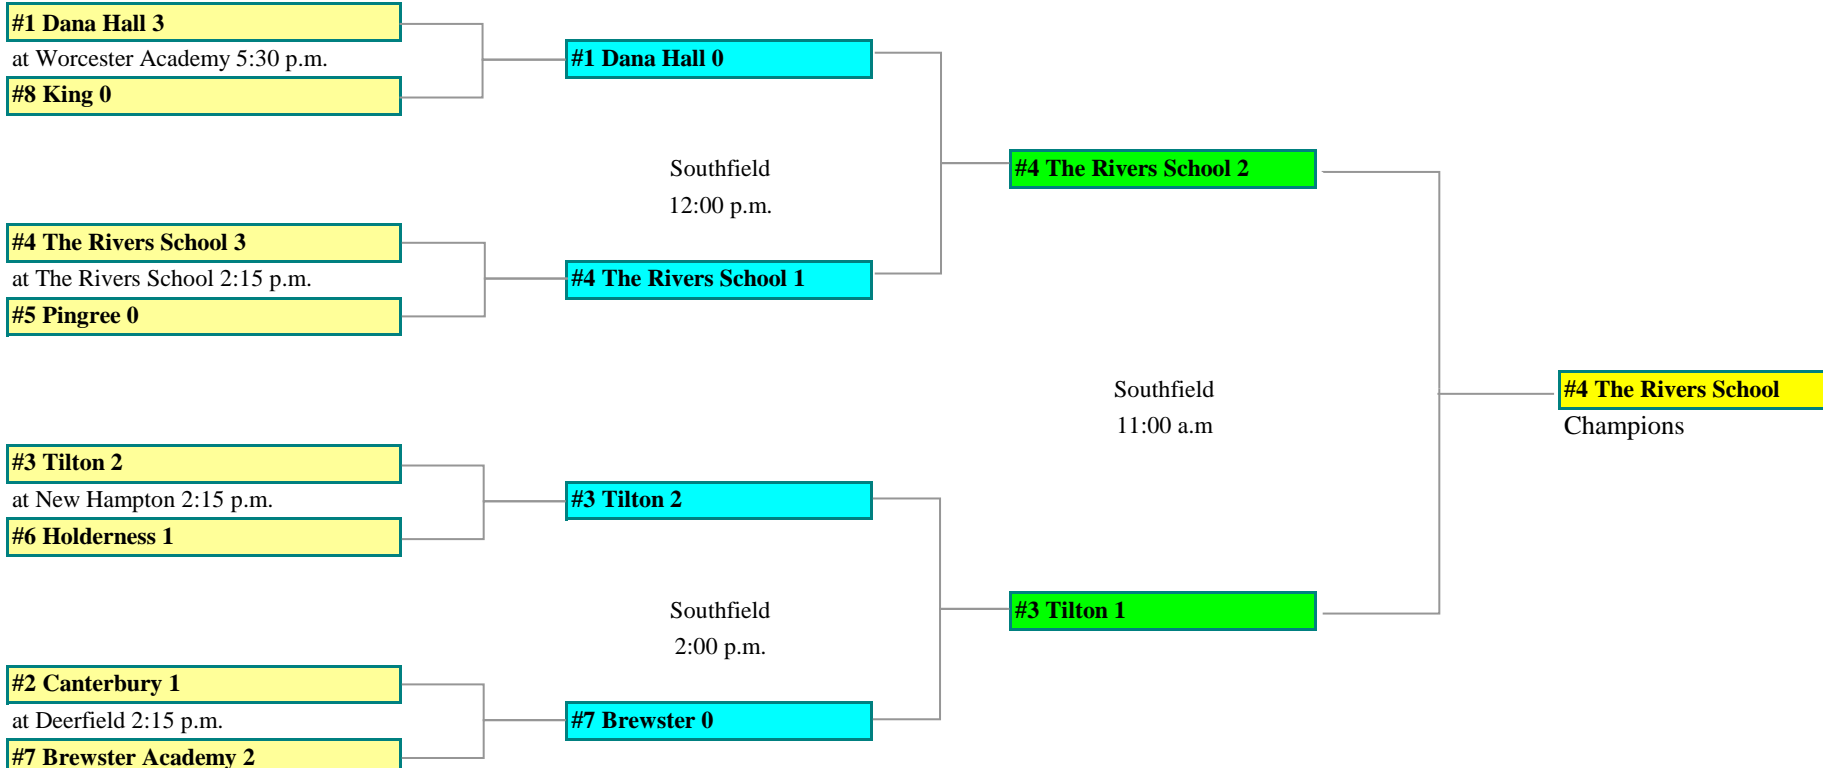 #1 Dana Hall 3
at Worcester Academy 5:30 p.m.
#8 King 0
#4 The Rivers School 3
at The Rivers School 2:15 p.m.
#5 Pingree 0
#3 Tilton 2
at New Hampton 2:15 p.m.
#6 Holderness 1
#2 Canterbury 1
at Deerfield 2:15 p.m.
#7 Brewster Academy 2
#1 Dana Hall 0
Southfield
12:00 p.m.
#4 The Rivers School 1
#3 Tilton 2
Southfield
2:00 p.m.
#7 Brewster 0
#4 The Rivers School 2
Southfield
11:00 a.m
#3 Tilton 1
#4 The Rivers School
Champions